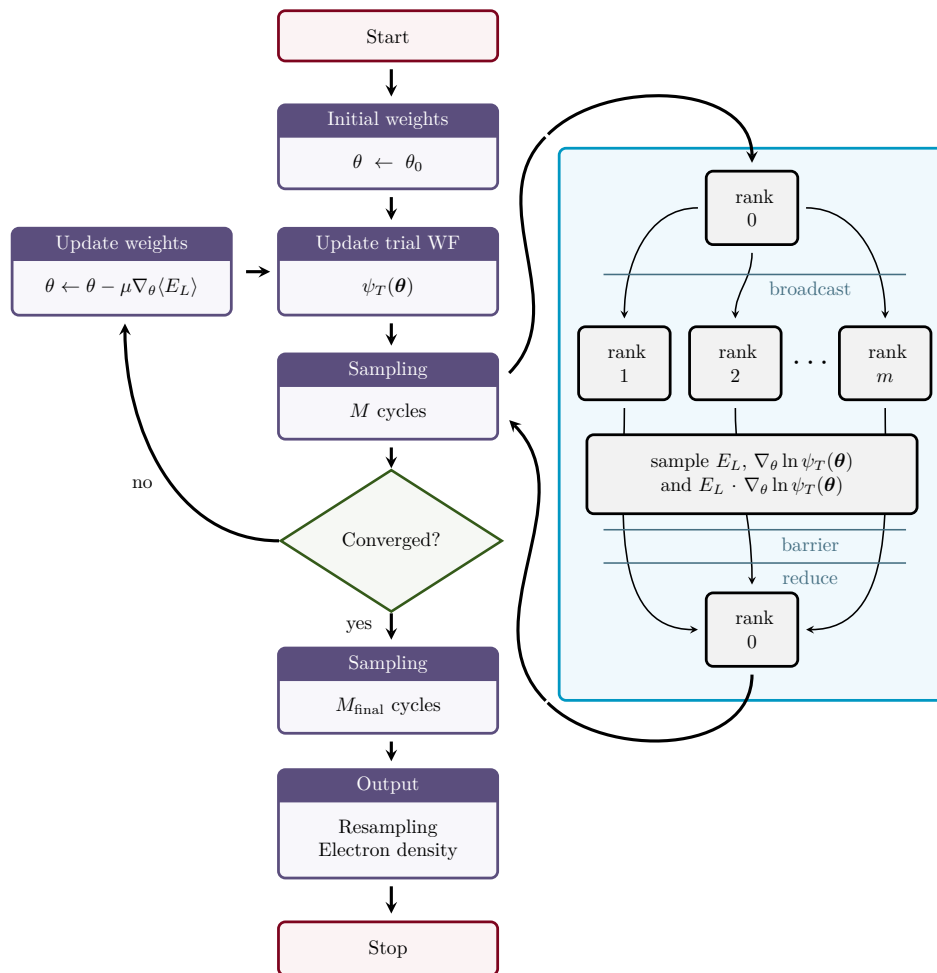 Start
Initial weights
θ ← θ₀
Update weights
θ ← θ − μ∇_θ⟨E_L⟩
Update trial WF
ψ_T(𝜽)
Sampling
M cycles
no
Converged?
yes
Sampling
M_final cycles
Output
Resampling
Electron density
Stop
rank
0
broadcast
rank
1
rank
2
· · ·
rank
m
sample E_L, ∇_θ ln ψ_T(𝜽)
and E_L · ∇_θ ln ψ_T(𝜽)
barrier
reduce
rank
0